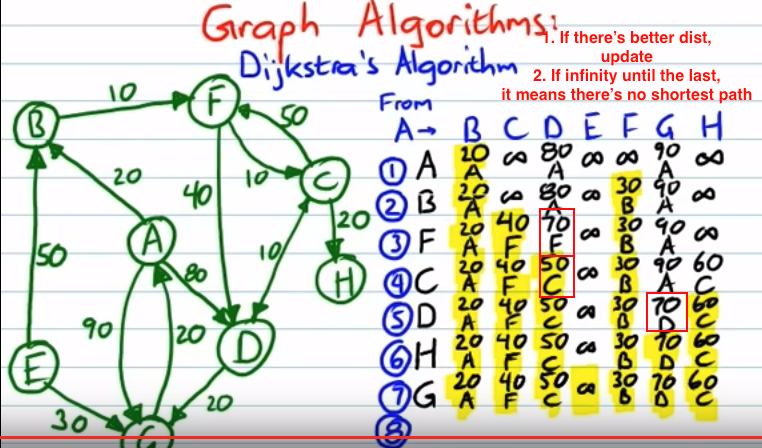 Graph Algorithms:
Dijkstra's Algorithm
1. If there's better dist,
update
2. If infinity until the last,
it means there's no shortest path
From
A → B C D E F G H
1 A 20 ∞ 80 ∞ ∞ 90 ∞
A A A
2 B 20 ∞ 80 ∞ 30 90 ∞
A A B A
3 F 20 40 70 ∞ 30 90 ∞
A F F B A
4 C 20 40 50 ∞ 30 90 60
A F C B A C
5 D 20 40 50 ∞ 30 70 60
A F C B D C
6 H 20 40 50 ∞ 30 70 60
A F C B D C
7 G 20 40 50 ∞ 30 70 60
A F C B D C
8
B 10 F 50
20 10 C
40 20
A 10 H
50 80
90 20 D
E
30 20
G